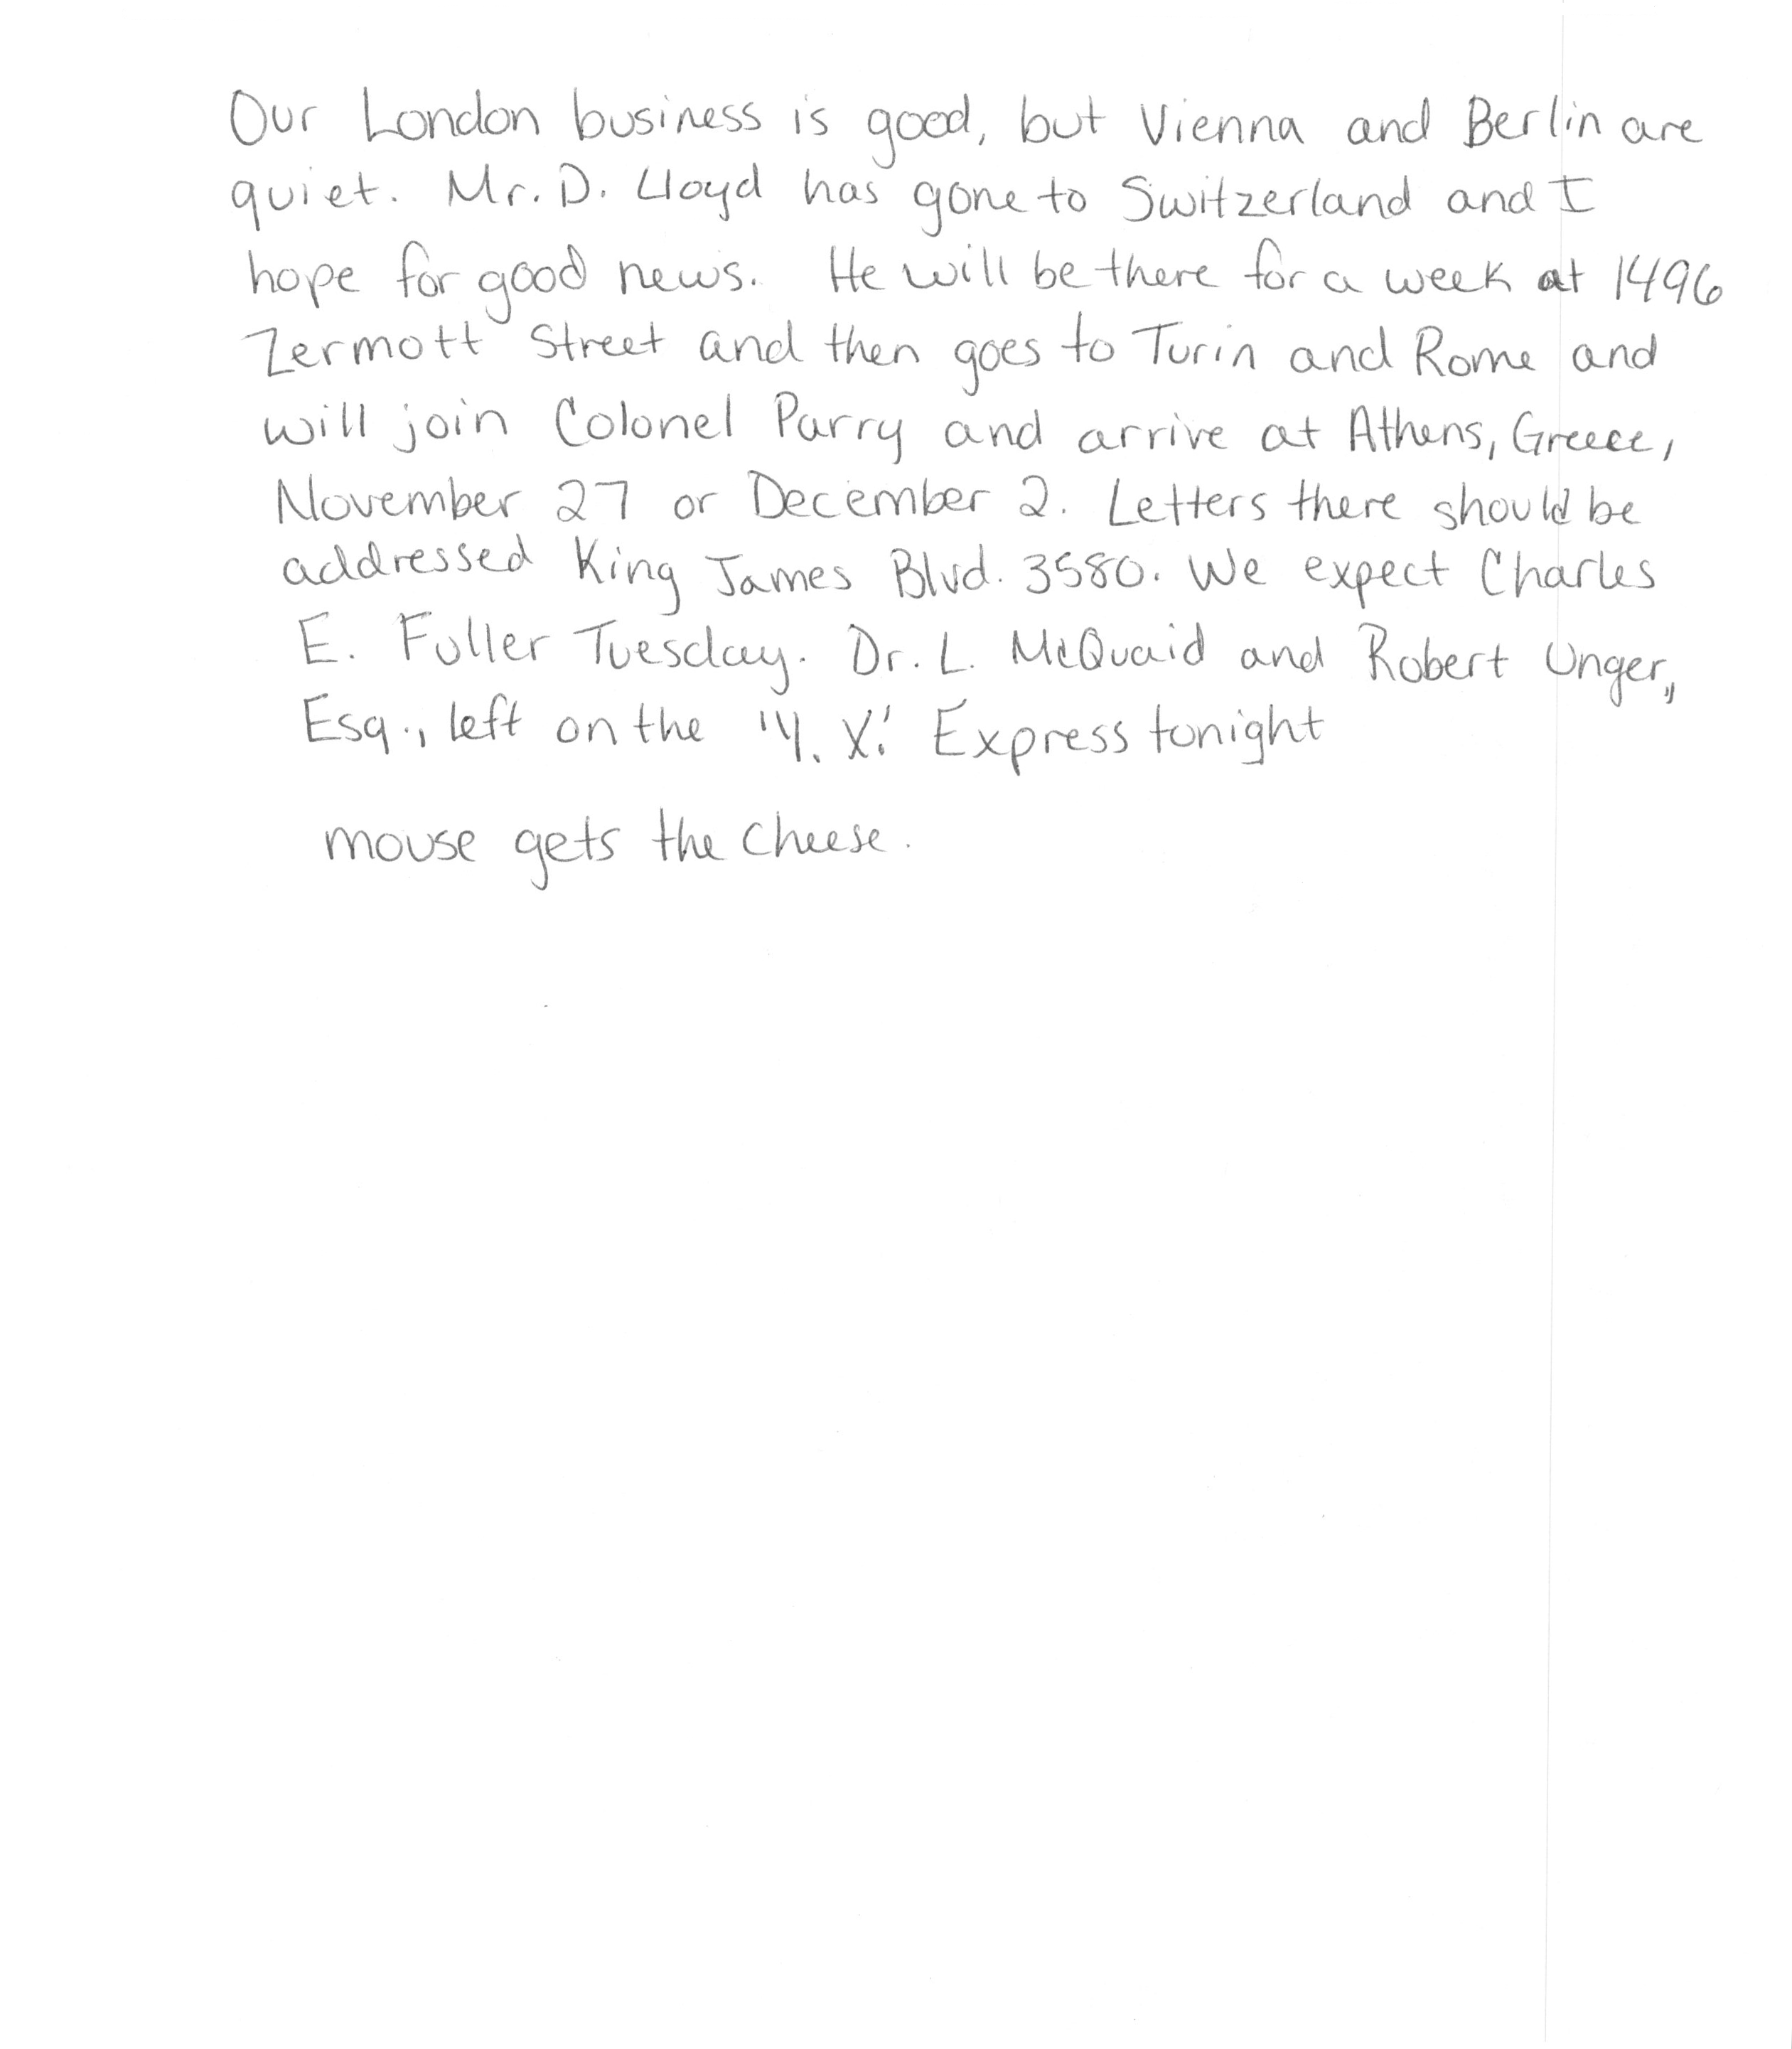 Our London business is good, but Vienna and Berlin are
quiet. Mr. D. Lloyd has gone to Switzerland and I
hope for good news. He will be there for a week at 1496
Zermott Street and then goes to Turin and Rome and
will join Colonel Parry and arrive at Athens, Greece,
November 27 or December 2. Letters there should be
addressed King James Blvd. 3580. We expect Charles
E. Fuller Tuesday. Dr. L. McQuaid and Robert Unger,,
Esq., left on the "Y. X." Express tonight
mouse gets the cheese.